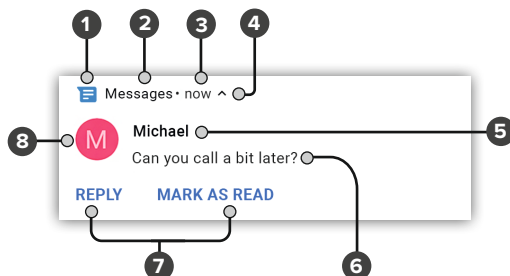 1 2 3 4
Messages • now
Michael 5
8 M
Can you call a bit later?
REPLY MARK AS READ
7 6